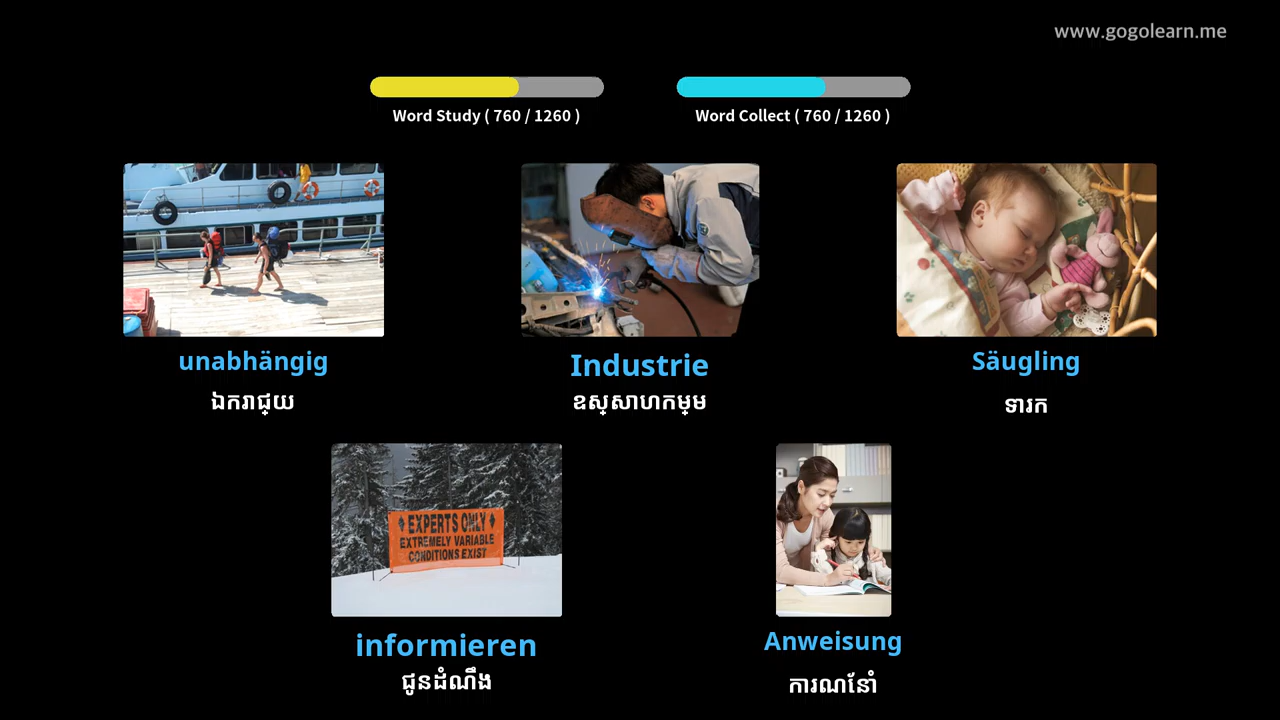 www.gogolearn.me
Word Study ( 760 / 1260 )
Word Collect ( 760 / 1260 )
unabhängig
ឯករាជ្យ
Industrie
ឧស្សាហកម្ម
Säugling
ទារក
EXPERTS ONLY
EXTREMELY VARIABLE
CONDITIONS EXIST
informieren
ជូនដំណឹង
Anweisung
ការណែនាំ